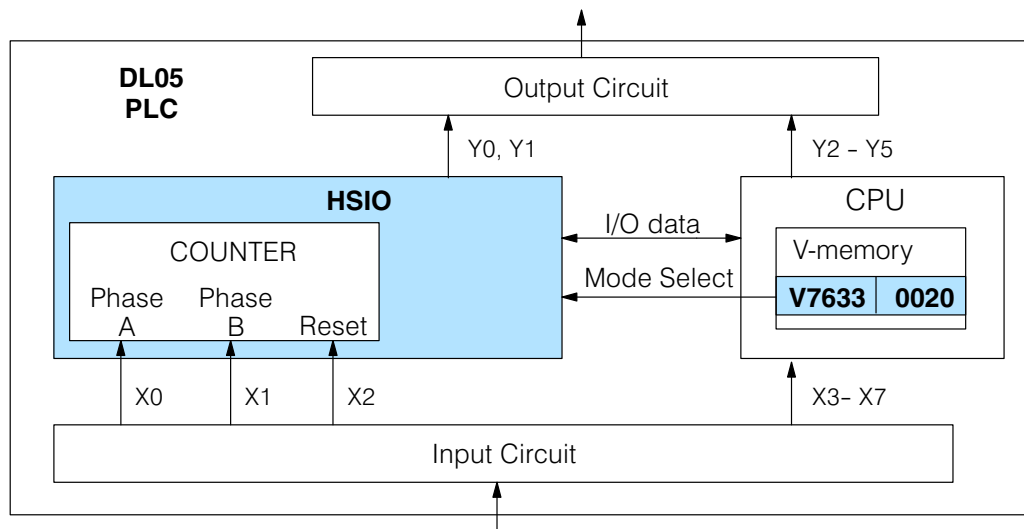 DL05
PLC
Output Circuit
Y0, Y1
Y2 – Y5
HSIO
CPU
COUNTER
I/O data
V-memory
Mode Select
V7633 0020
Phase
A
Phase
B
Reset
X0
X1
X2
X3– X7
Input Circuit